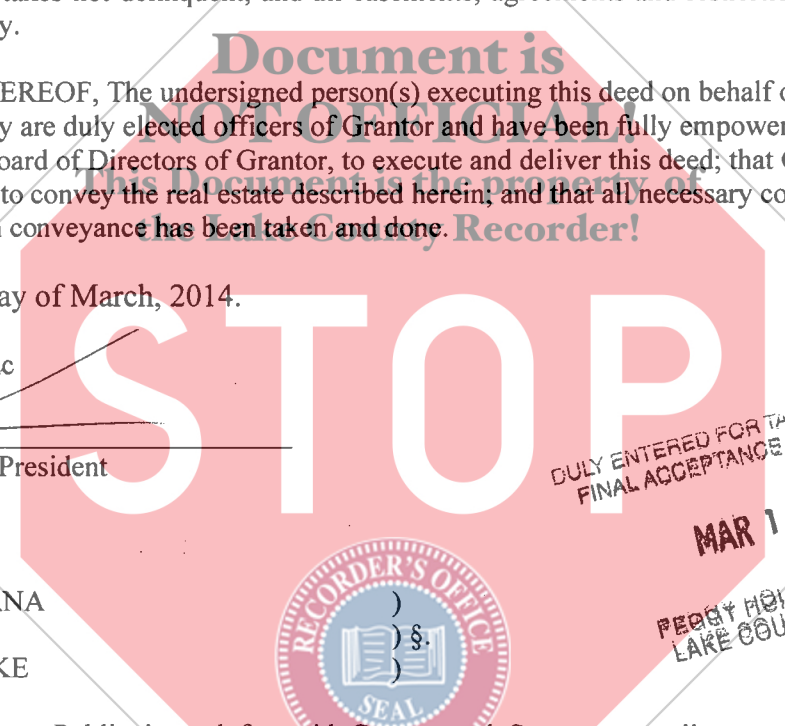 y.
Document is
EREOF, The undersigned person(s) executing this deed on behalf
NOT OFFICIAL!
y are duly elected officers of Grantor and have been fully empower
oard of Directors of Grantor, to execute and deliver this deed; that
This Document is the property of
to convey the real estate described herein; and that all necessary co
the Lake County Recorder!
conveyance has been taken and done.
ay of March, 2014.
STOP
President
DULY ENTERED FOR TA
FINAL ACCEPTANCE
MAR 1
PEGGY HO
LAKE COU
NA
)
) §.
KE
)
RECORDER'S OFFICE
SEAL